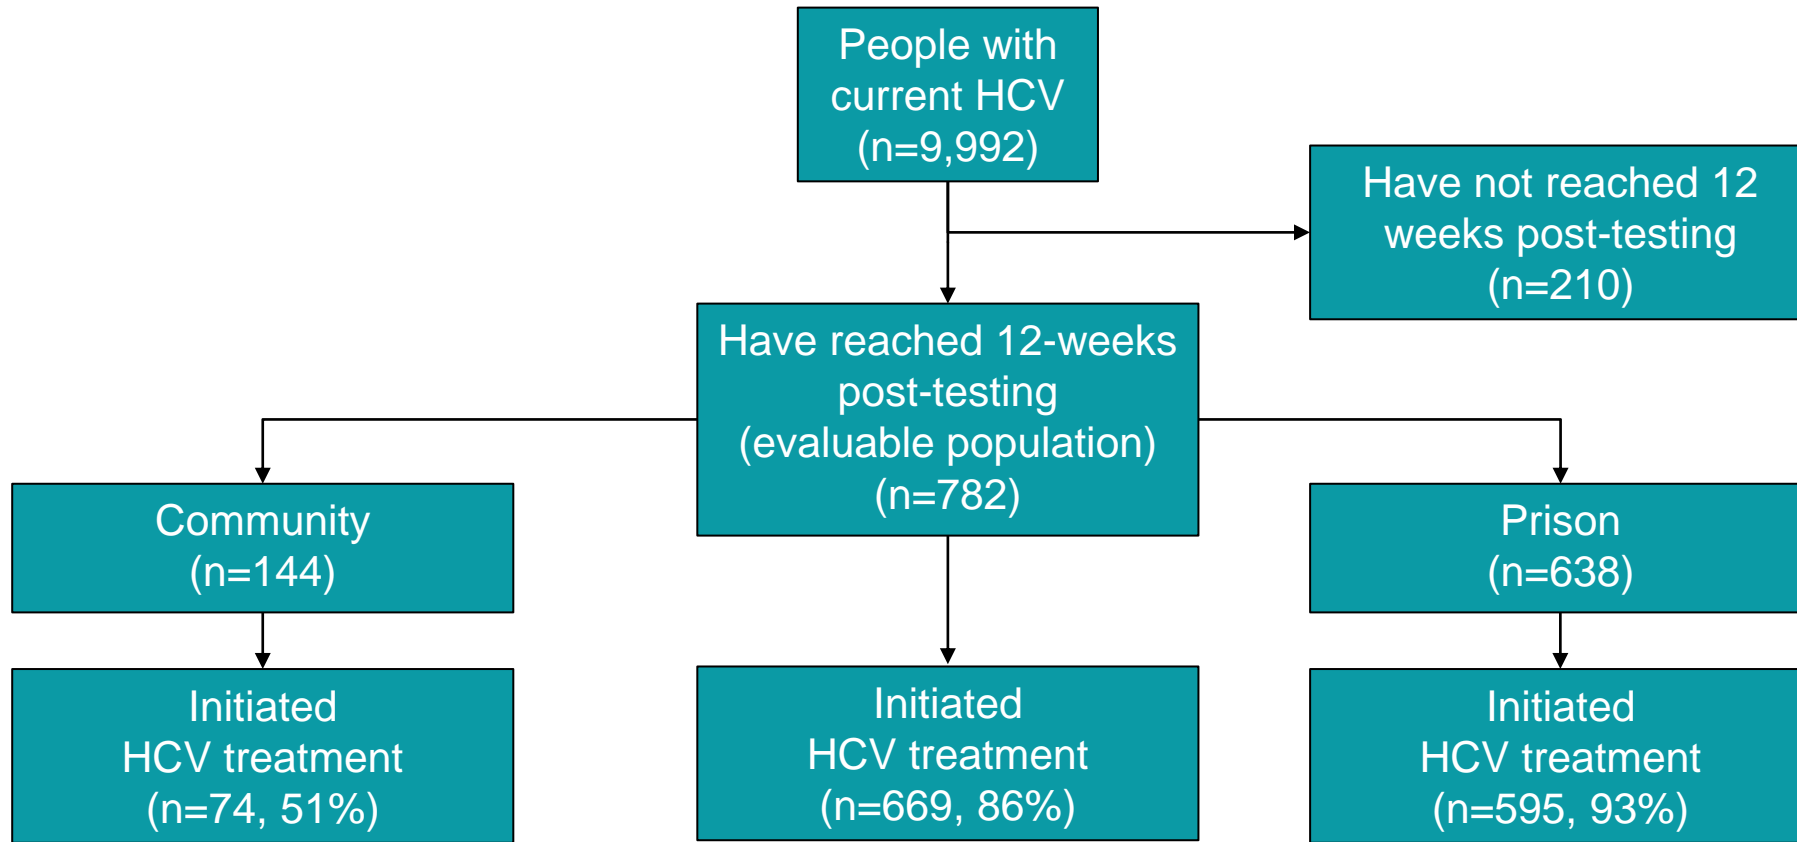 People with
current HCV
(n=9,992)
Have not reached 12
weeks post-testing
(n=210)
Have reached 12-weeks
post-testing
(evaluable population)
(n=782)
Community
(n=144)
Prison
(n=638)
Initiated
HCV treatment
(n=74, 51%)
Initiated
HCV treatment
(n=669, 86%)
Initiated
HCV treatment
(n=595, 93%)